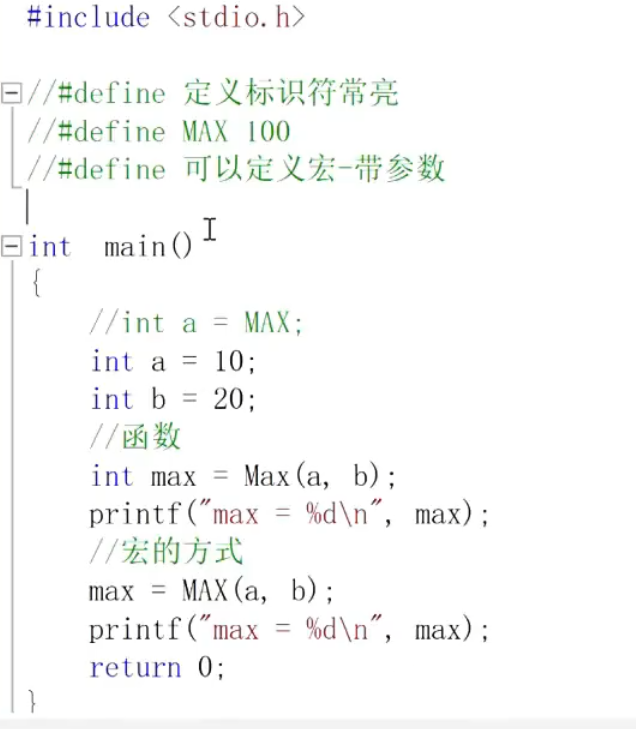 #include <stdio.h>
//#define 定义标识符常亮
//#define MAX 100
//#define 可以定义宏-带参数
int  main()
{
//int a = MAX;
int a = 10;
int b = 20;
//函数
int max = Max(a, b);
printf("max = %d\n", max);
//宏的方式
max = MAX(a, b);
printf("max = %d\n", max);
return 0;
}